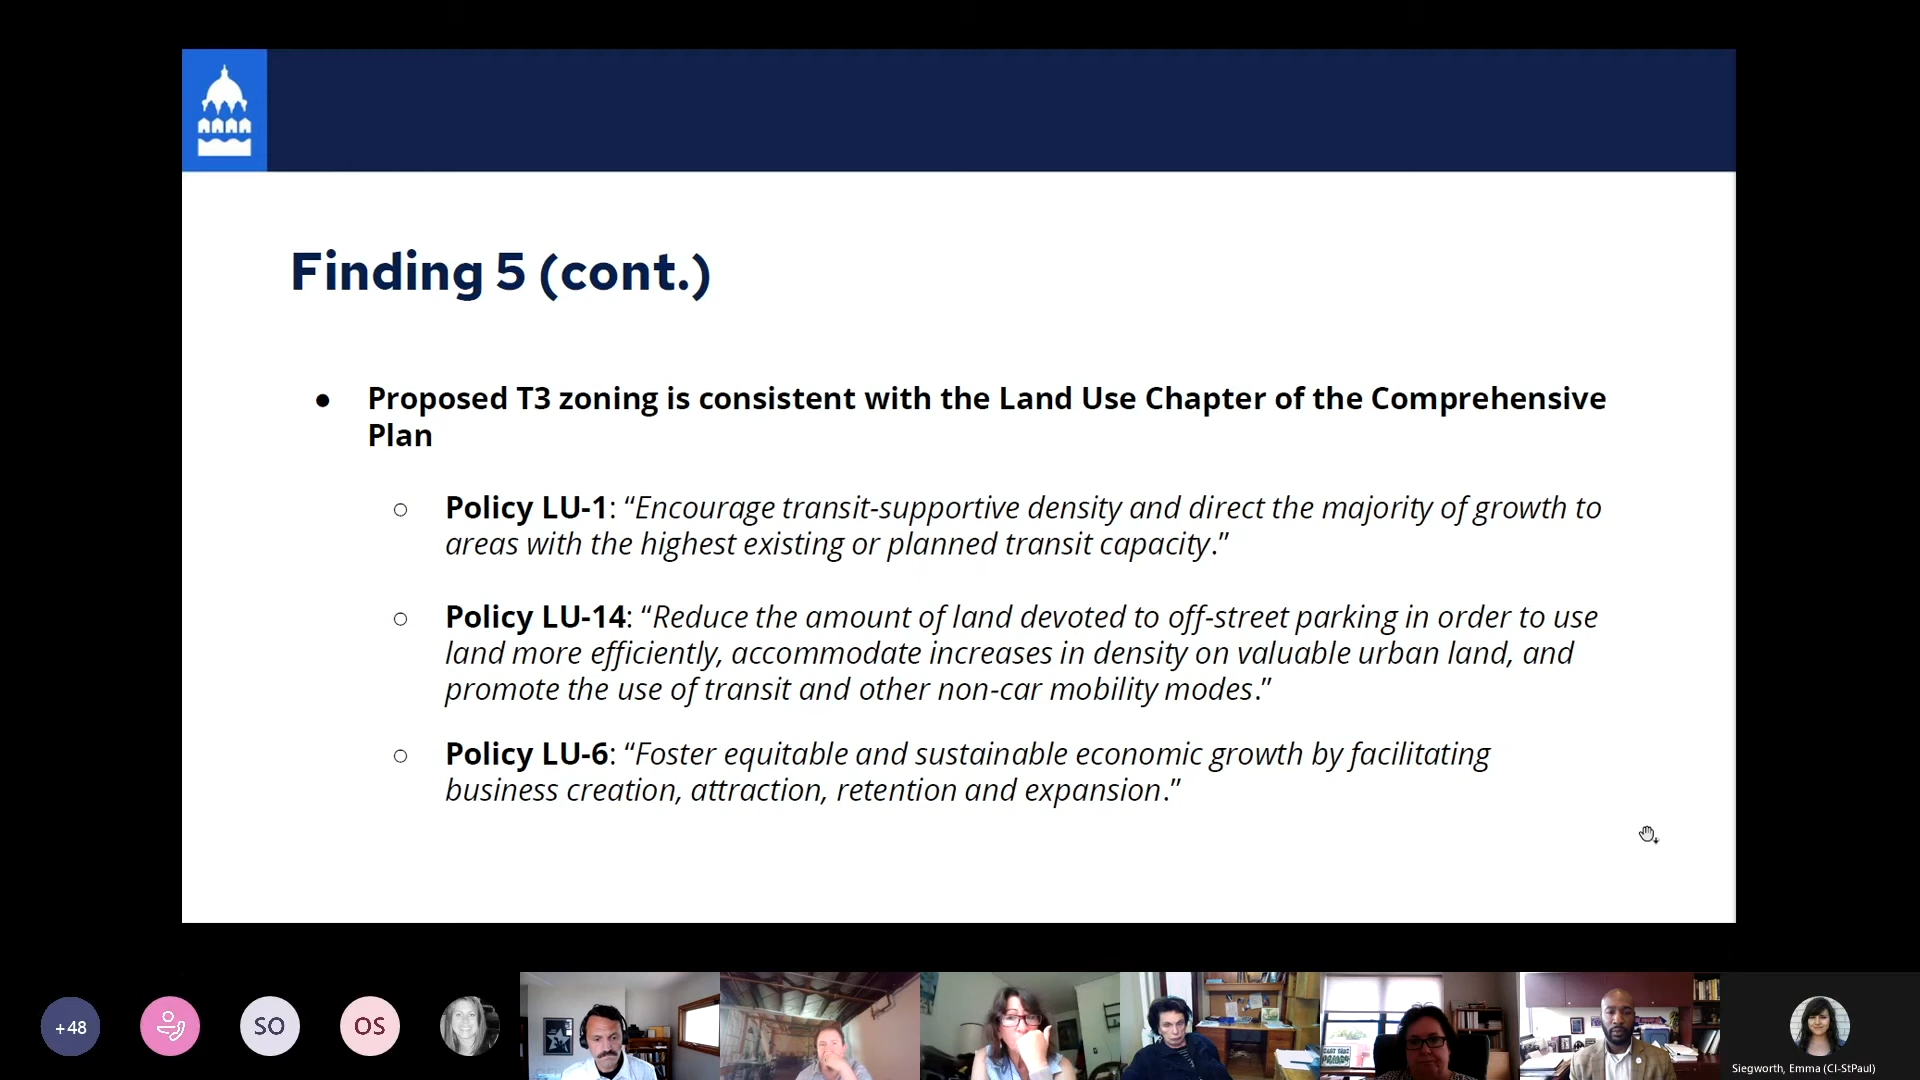 Finding 5 (cont.)
● Proposed T3 zoning is consistent with the Land Use Chapter of the Comprehensive
Plan
○ Policy LU-1: “Encourage transit-supportive density and direct the majority of growth to
areas with the highest existing or planned transit capacity.”
○ Policy LU-14: “Reduce the amount of land devoted to off-street parking in order to use
land more efficiently, accommodate increases in density on valuable urban land, and
promote the use of transit and other non-car mobility modes.”
○ Policy LU-6: “Foster equitable and sustainable economic growth by facilitating
business creation, attraction, retention and expansion.”
+48
SO
OS
Siegworth, Emma (CI-StPaul)